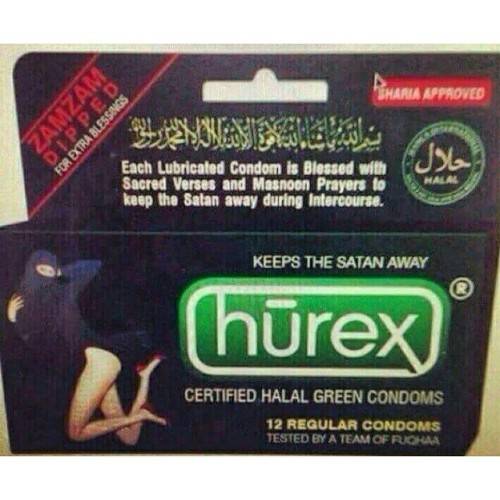 ZAMZAM
DIPPED
FOR EXTRA BLESSINGS
SHARIA APPROVED
حلال
HALAL
Each Lubricated Condom is Blessed with
Sacred Verses and Masnoon Prayers to
keep the Satan away during Intercourse.
KEEPS THE SATAN AWAY
hūrex®
CERTIFIED HALAL GREEN CONDOMS
12 REGULAR CONDOMS
TESTED BY A TEAM OF FUQHAA